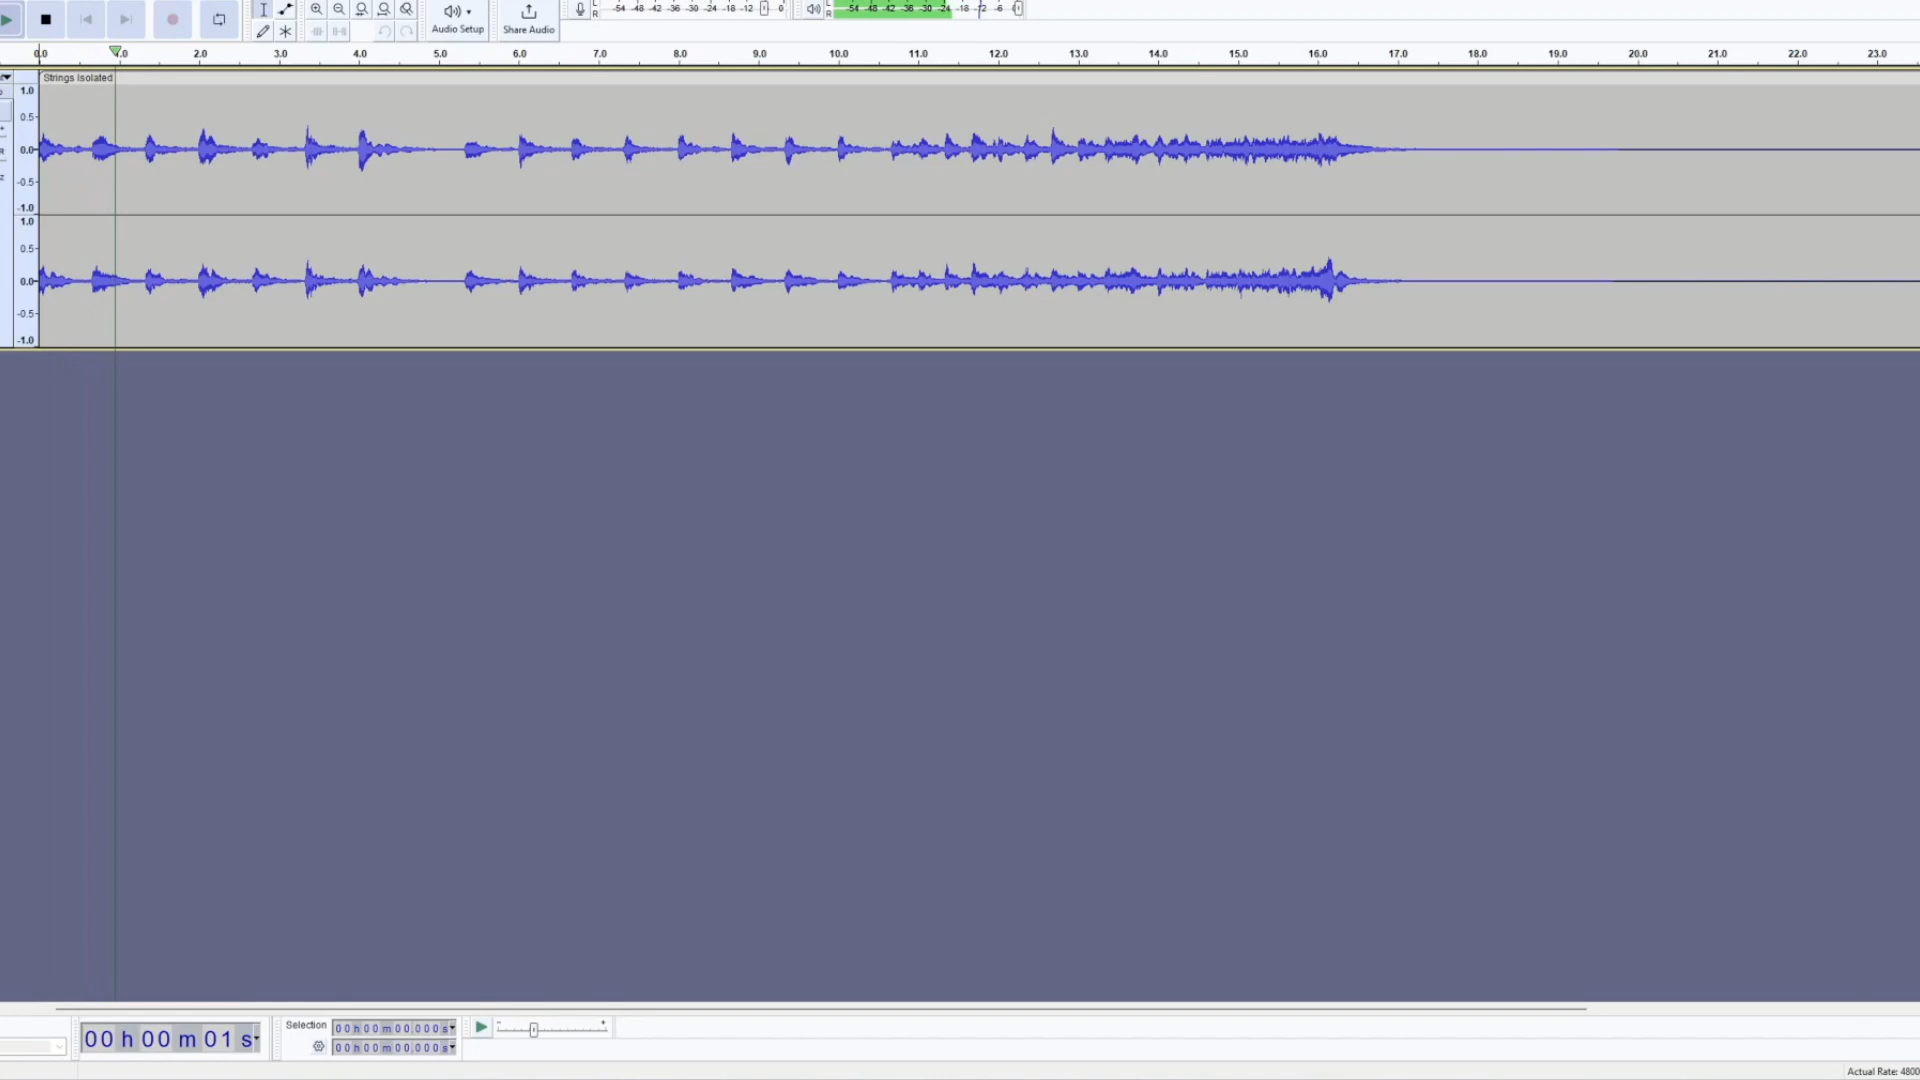 -54 -48 -42 -36 -30 -24 -18 -12 0
-54 -48 -42 -36 -30 -24 -18 -12 -6
L
R
L
R
Audio Setup
Share Audio
0.0 1.0 2.0 3.0 4.0 5.0 6.0 7.0 8.0 9.0 10.0 11.0 12.0 13.0 14.0 15.0 16.0 17.0 18.0 19.0 20.0 21.0 22.0 23.0
Strings Isolated
1.0
0.5
0.0
-0.5
-1.0
1.0
0.5
0.0
-0.5
-1.0
00 h 00 m 01 s
Selection
00 h 00 m 00.000 s
00 h 00 m 00.000 s
Actual Rate: 4800